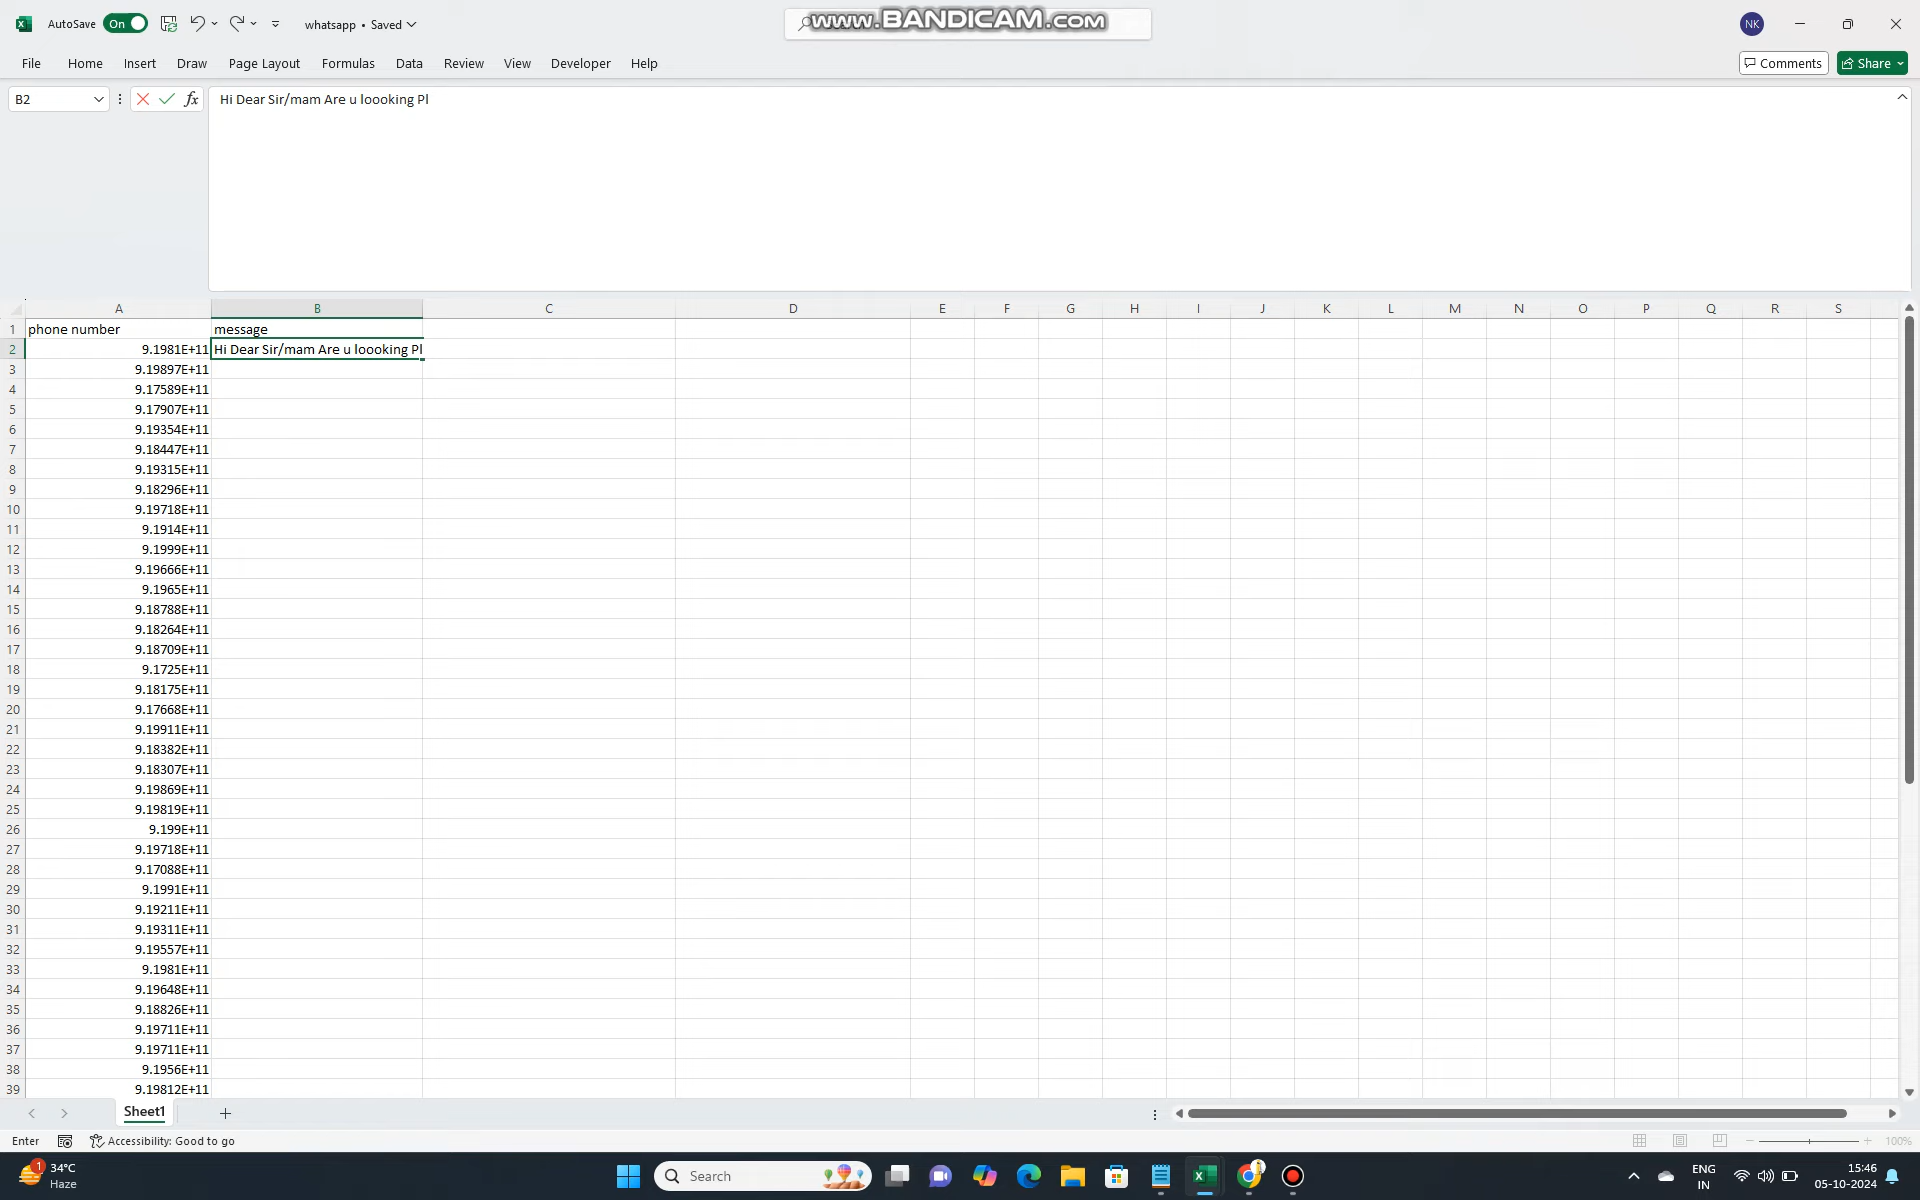 AutoSave On whatsapp • Saved WWW.BANDICAM.COM NK
File Home Insert Draw Page Layout Formulas Data Review View Developer Help Comments Share
B2 fx Hi Dear Sir/mam Are u loooking Pl
A B C D E F G H I J K L M N O P Q R S
1 phone number message
2 9.1981E+11 Hi Dear Sir/mam Are u loooking Pl
3 9.19897E+11
4 9.17589E+11
5 9.17907E+11
6 9.19354E+11
7 9.18447E+11
8 9.19315E+11
9 9.18296E+11
10 9.19718E+11
11 9.1914E+11
12 9.1999E+11
13 9.19666E+11
14 9.1965E+11
15 9.18788E+11
16 9.18264E+11
17 9.18709E+11
18 9.1725E+11
19 9.18175E+11
20 9.17668E+11
21 9.19911E+11
22 9.18382E+11
23 9.18307E+11
24 9.19869E+11
25 9.19819E+11
26 9.199E+11
27 9.19718E+11
28 9.17088E+11
29 9.1991E+11
30 9.19211E+11
31 9.19311E+11
32 9.19557E+11
33 9.1981E+11
34 9.19648E+11
35 9.18826E+11
36 9.19711E+11
37 9.19711E+11
38 9.1956E+11
39 9.19812E+11
Sheet1
Enter Accessibility: Good to go 100%
1 34°C Search ENG 15:46
Haze IN 05-10-2024